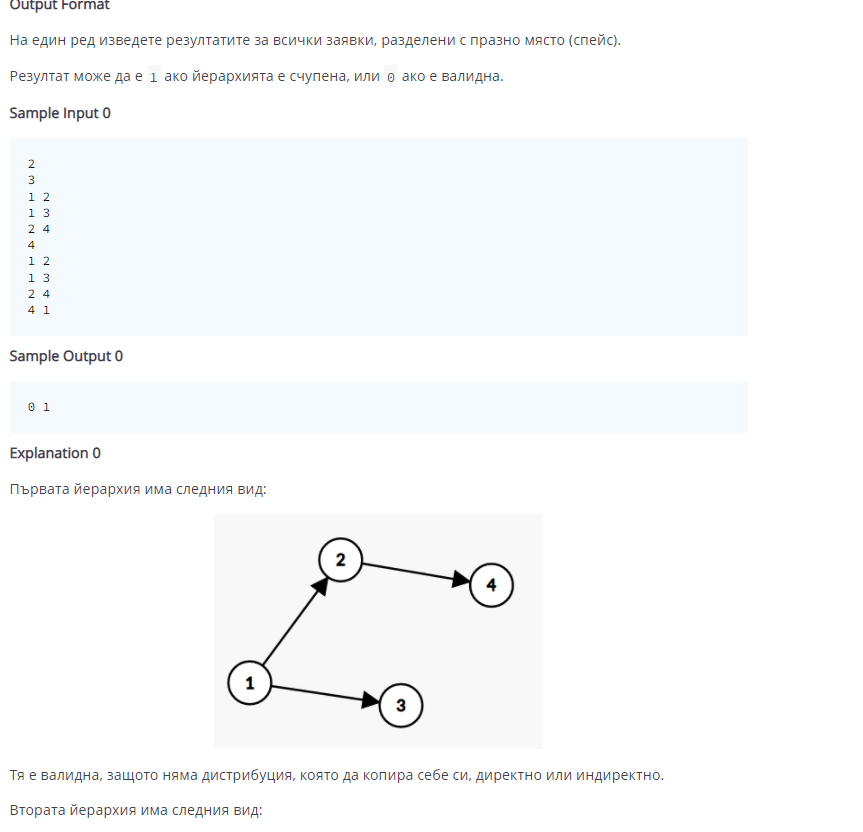 Output Format
На един ред изведете резултатите за всички заявки, разделени с празно място (спейс).
Резултат може да е 1 ако йерархията е счупена, или 0 ако е валидна.
Sample Input 0
2
3
1 2
1 3
2 4
4
1 2
1 3
2 4
4 1
Sample Output 0
0 1
Explanation 0
Първата йерархия има следния вид:
2
4
1
3
Тя е валидна, защото няма дистрибуция, която да копира себе си, директно или индиректно.
Втората йерархия има следния вид: